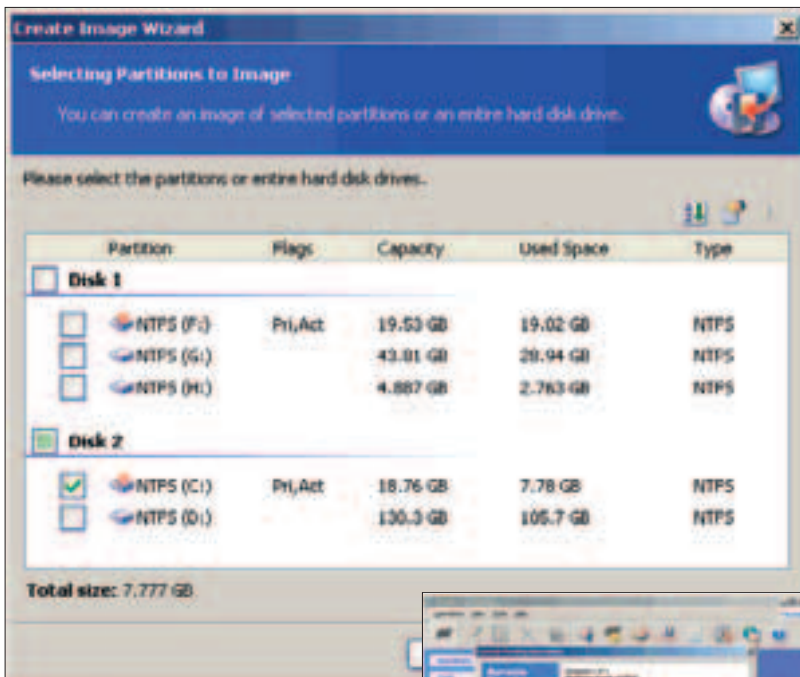 Create Image Wizard
Selecting Partitions to Image
You can create an image of selected partitions or an entire hard disk drive.
Please select the partitions or entire hard disk drives.
Partition Flags Capacity Used Space Type
Disk 1
NTFS (F:) Pri,Act 19.53 GB 19.02 GB NTFS
NTFS (G:) 43.81 GB 28.94 GB NTFS
NTFS (H:) 4.887 GB 2.763 GB NTFS
Disk 2
NTFS (C:) Pri,Act 18.76 GB 7.78 GB NTFS
NTFS (D:) 130.3 GB 105.7 GB NTFS
Total size: 7.777 GB